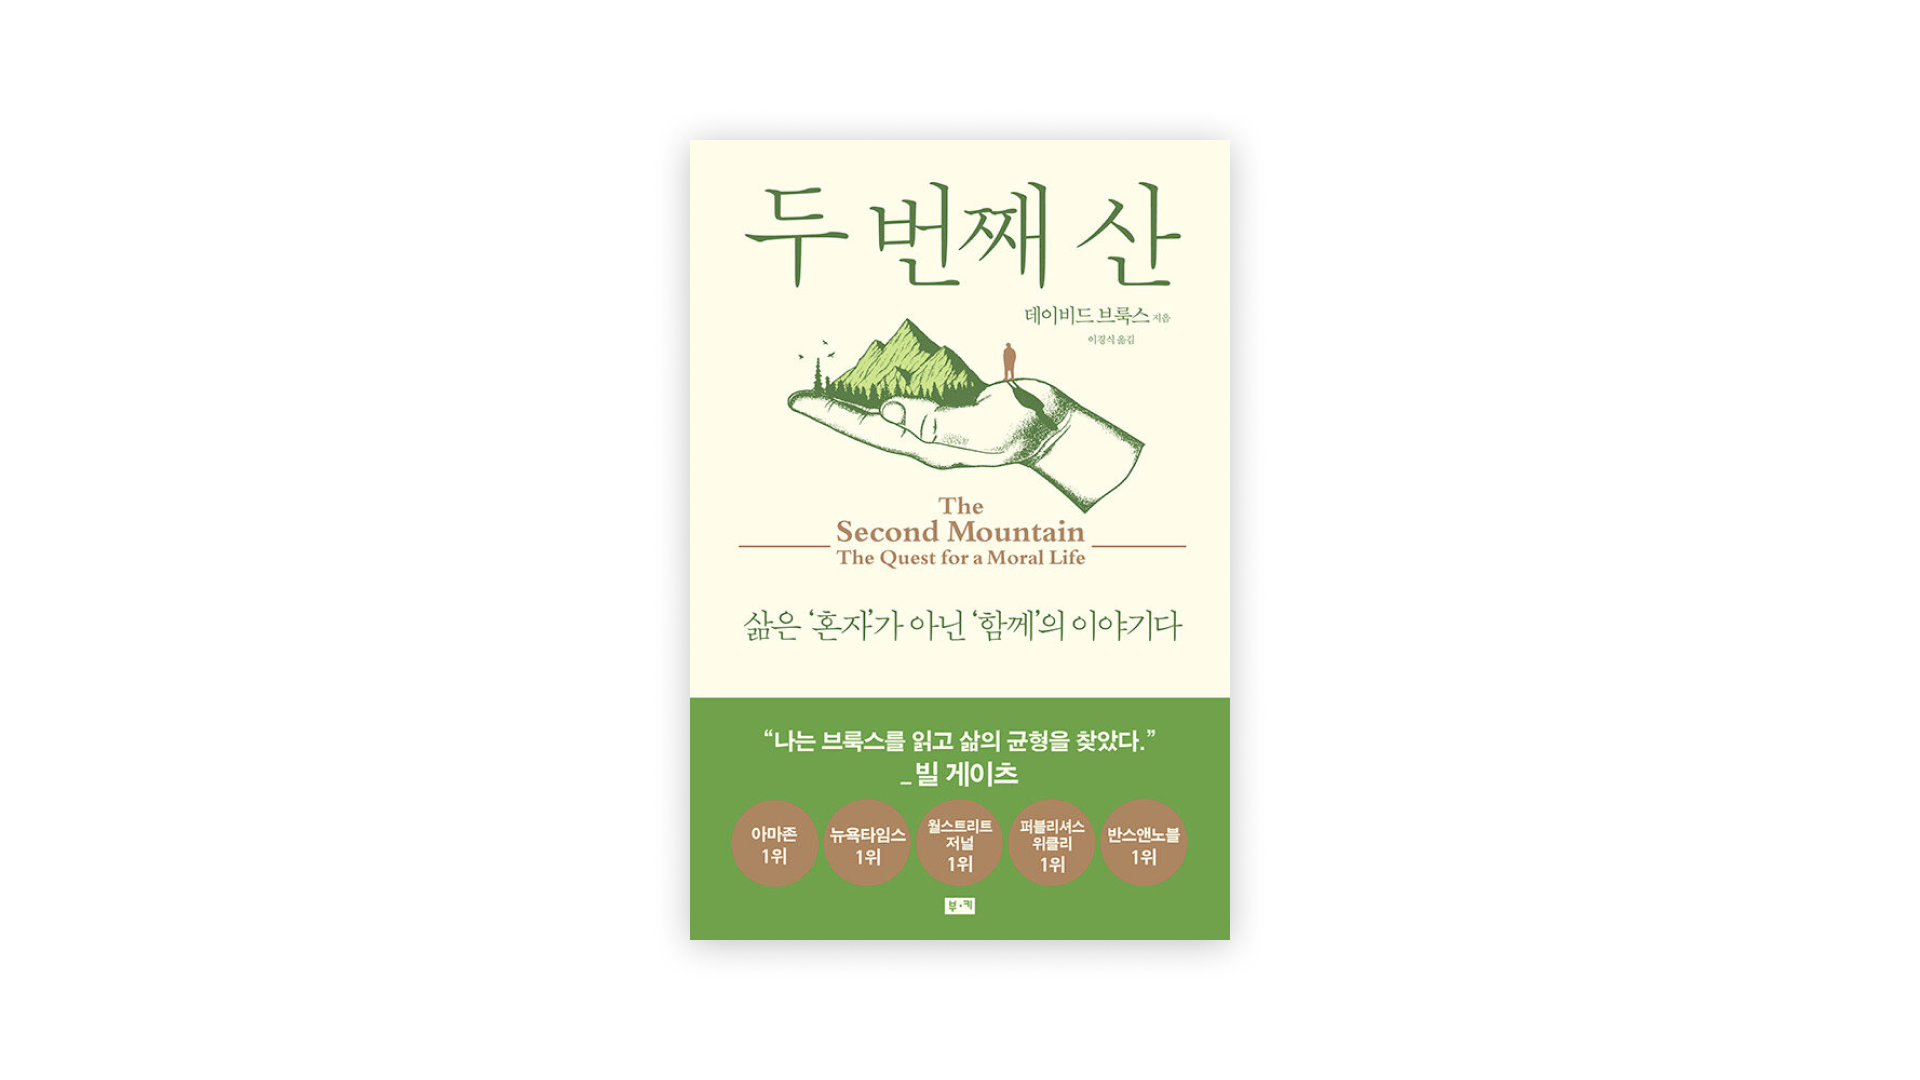 두 번째 산
데이비드 브룩스 지음
이경식 옮김
The
Second Mountain
The Quest for a Moral Life
삶은 ‘혼자’가 아닌 ‘함께’의 이야기다
“나는 브룩스를 읽고 삶의 균형을 찾았다.”
_ 빌 게이츠
아마존
1위
뉴욕타임스
1위
월스트리트
저널
1위
퍼블리셔스
위클리
1위
반스앤노블
1위
부·키